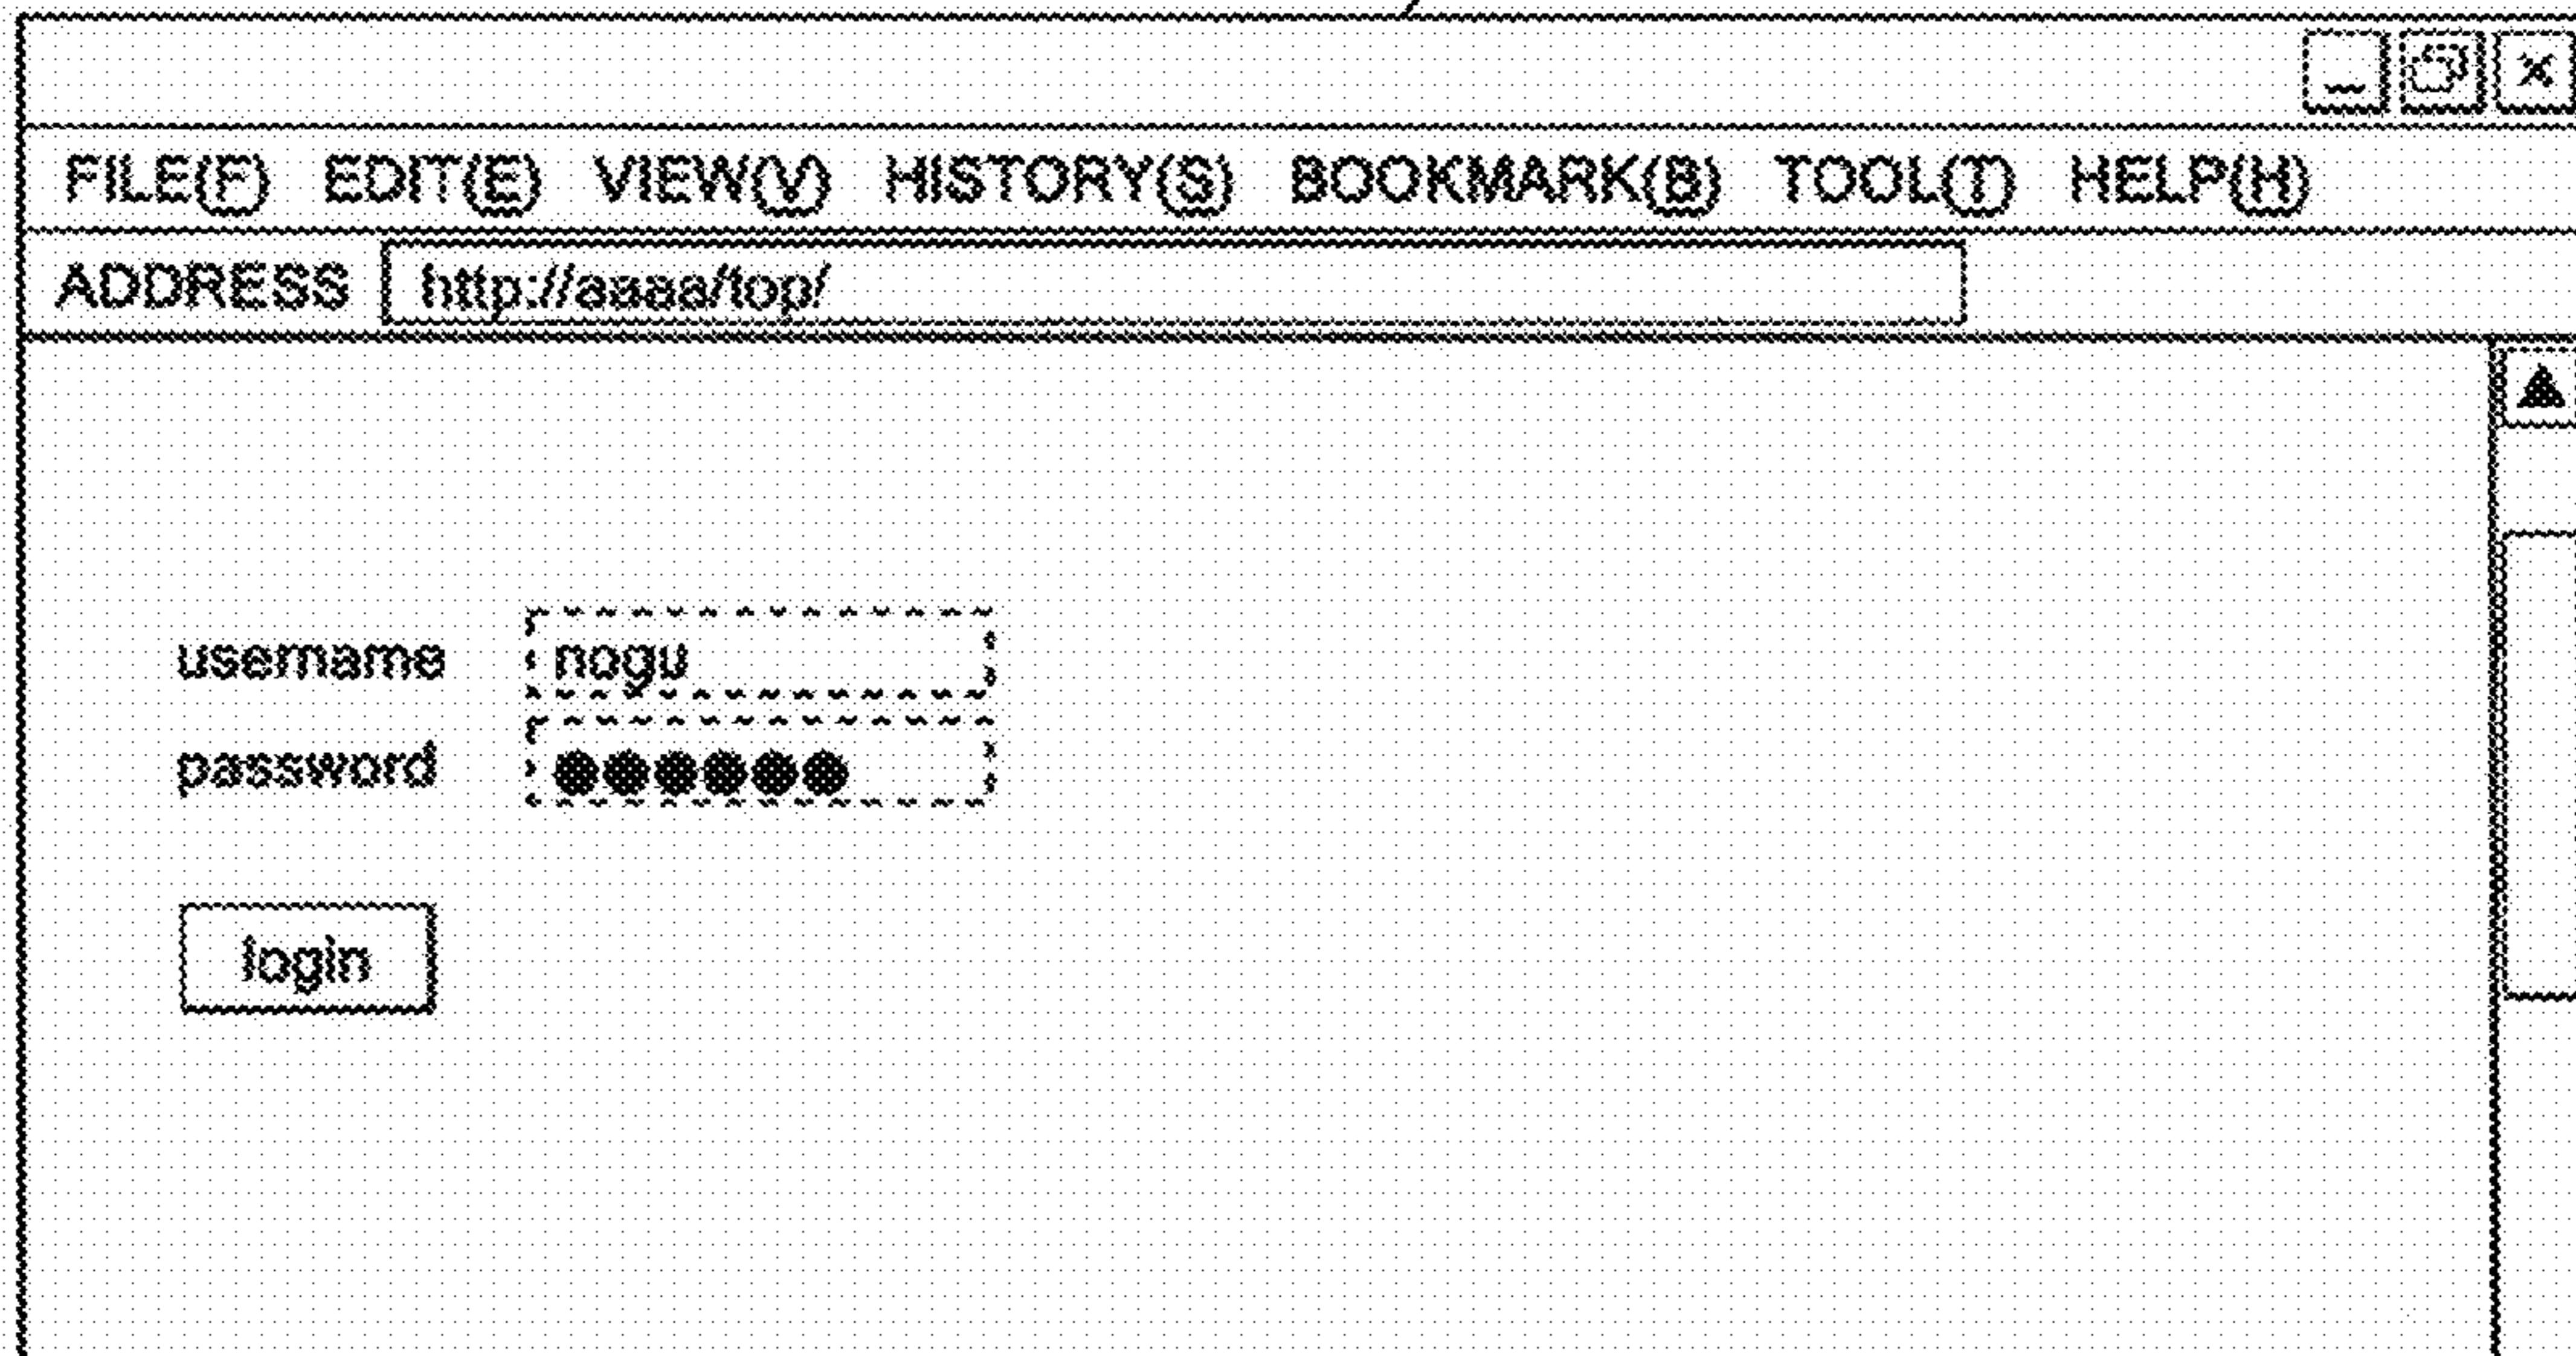 FILE(F) EDIT(E) VIEW(V) HISTORY(S) BOOKMARK(B) TOOL(T) HELP(H)
ADDRESS http://aaaa/top/
username nogu
password ●●●●●●
login